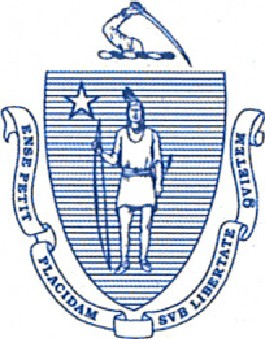 ENSE PETIT
PLACIDAM
SVB LIBERTATE
QVIETEM